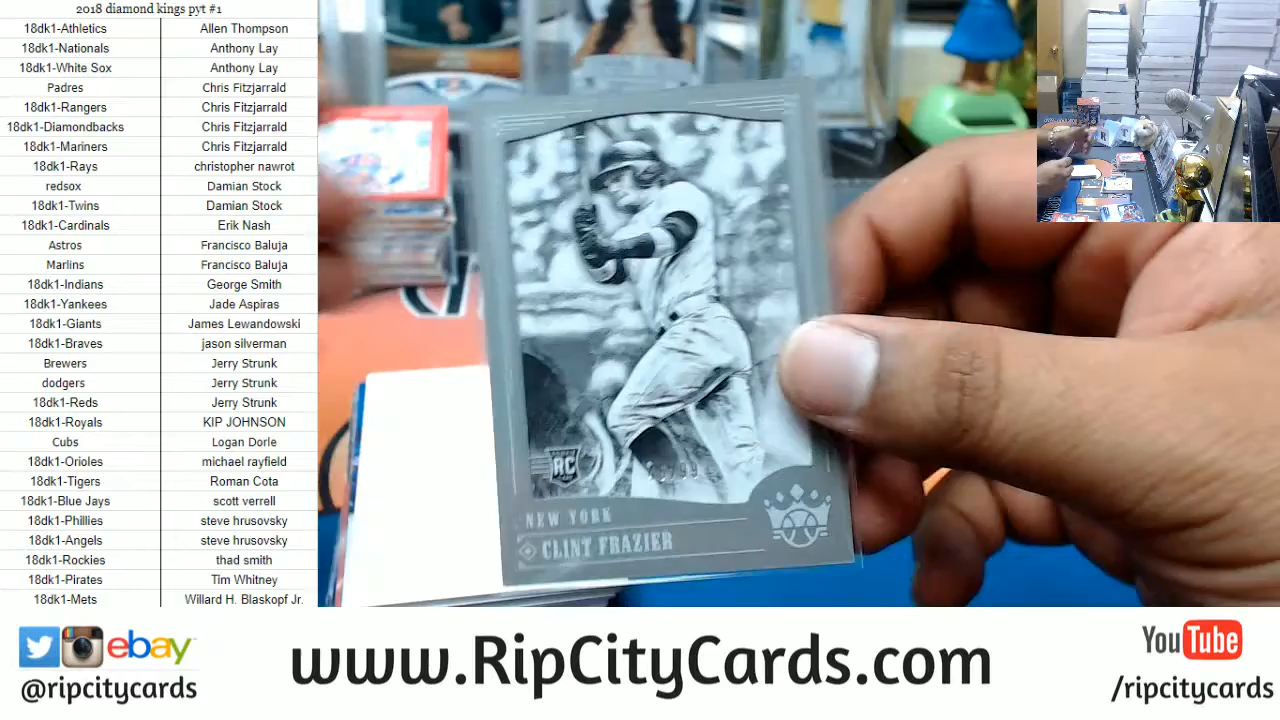 2018 diamond kings pyt #1
18dk1-Athletics Allen Thompson
18dk1-Nationals Anthony Lay
18dk1-White Sox Anthony Lay
Padres Chris Fitzjarrald
18dk1-Rangers Chris Fitzjarrald
18dk1-Diamondbacks Chris Fitzjarrald
18dk1-Mariners Chris Fitzjarrald
18dk1-Rays christopher nawrot
redsox Damian Stock
18dk1-Twins Damian Stock
18dk1-Cardinals Erik Nash
Astros Francisco Baluja
Marlins Francisco Baluja
18dk1-Indians George Smith
18dk1-Yankees Jade Aspiras
18dk1-Giants James Lewandowski
18dk1-Braves jason silverman
Brewers Jerry Strunk
dodgers Jerry Strunk
18dk1-Reds Jerry Strunk
18dk1-Royals KIP JOHNSON
Cubs Logan Dorle
18dk1-Orioles michael rayfield
18dk1-Tigers Roman Cota
18dk1-Blue Jays scott verrell
18dk1-Phillies steve hrusovsky
18dk1-Angels steve hrusovsky
18dk1-Rockies thad smith
18dk1-Pirates Tim Whitney
18dk1-Mets Willard H. Blaskopf Jr.
RC
NEW YORK
CLINT FRAZIER
ebay
@ripcitycards
www.RipCityCards.com
YouTube
/ripcitycards